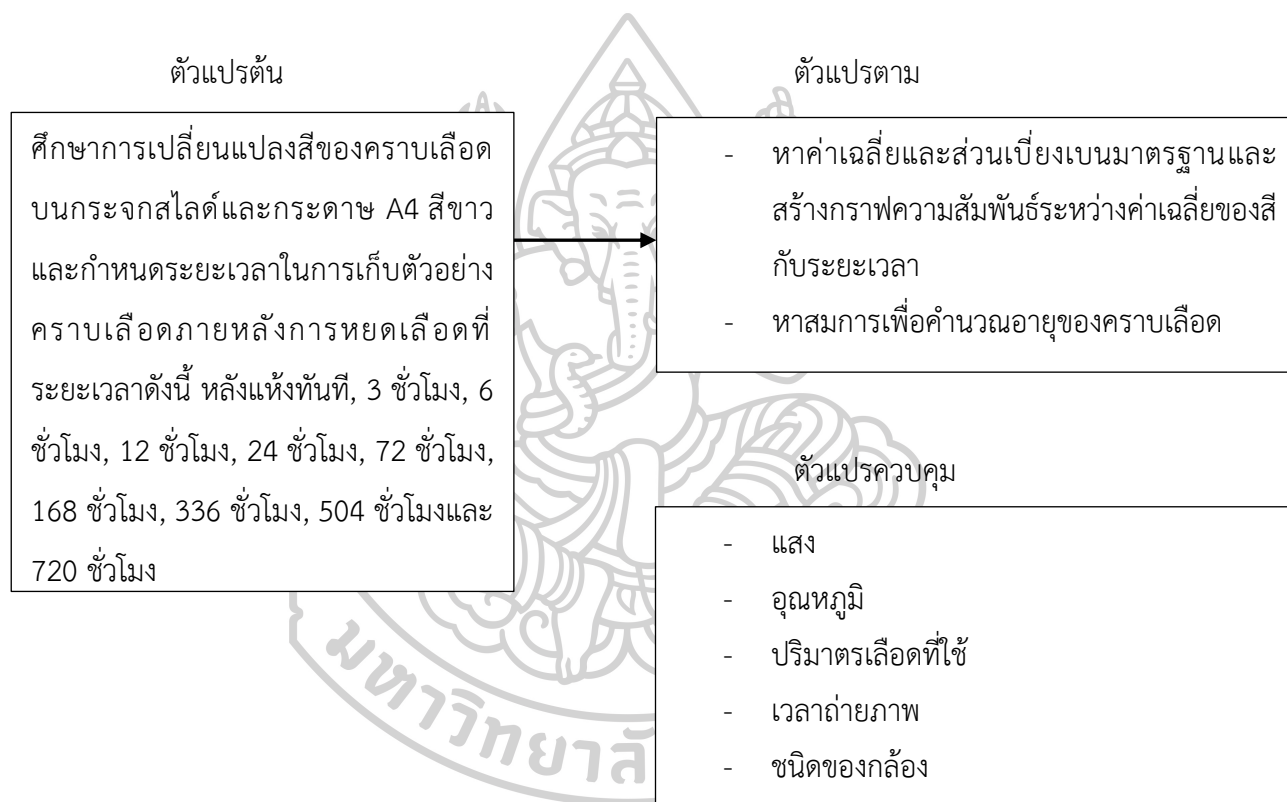 ตัวแปรต้น
ศึกษาการเปลี่ยนแปลงสีของคราบเลือด
บนกระจกสไลด์และกระดาษ A4 สีขาว
และกำหนดระยะเวลาในการเก็บตัวอย่าง
คราบเลือดภายหลังการหยดเลือดที่
ระยะเวลาดังนี้ หลังแห้งทันที, 3 ชั่วโมง, 6
ชั่วโมง, 12 ชั่วโมง, 24 ชั่วโมง, 72 ชั่วโมง,
168 ชั่วโมง, 336 ชั่วโมง, 504 ชั่วโมงและ
720 ชั่วโมง
ตัวแปรตาม
- หาค่าเฉลี่ยและส่วนเบี่ยงเบนมาตรฐานและ
สร้างกราฟความสัมพันธ์ระหว่างค่าเฉลี่ยของสี
กับระยะเวลา
- หาสมการเพื่อคำนวณอายุของคราบเลือด
ตัวแปรควบคุม
- แสง
- อุณหภูมิ
- ปริมาตรเลือดที่ใช้
- เวลาถ่ายภาพ
- ชนิดของกล้อง
มหาวิทยาลั